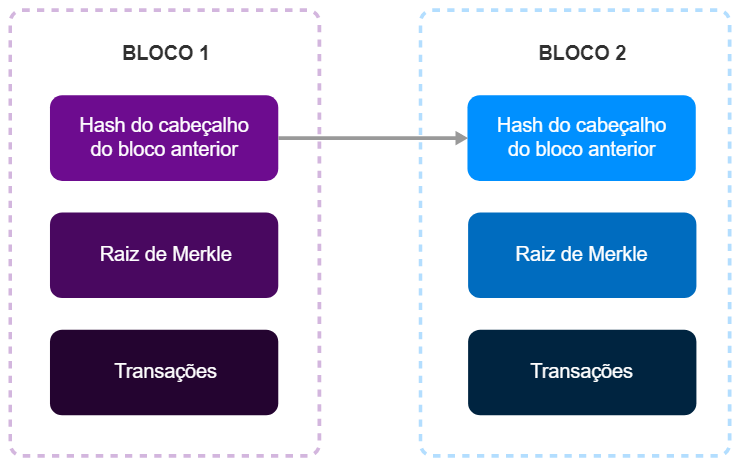 BLOCO 1
Hash do cabeçalho
do bloco anterior
Raiz de Merkle
Transações
BLOCO 2
Hash do cabeçalho
do bloco anterior
Raiz de Merkle
Transações